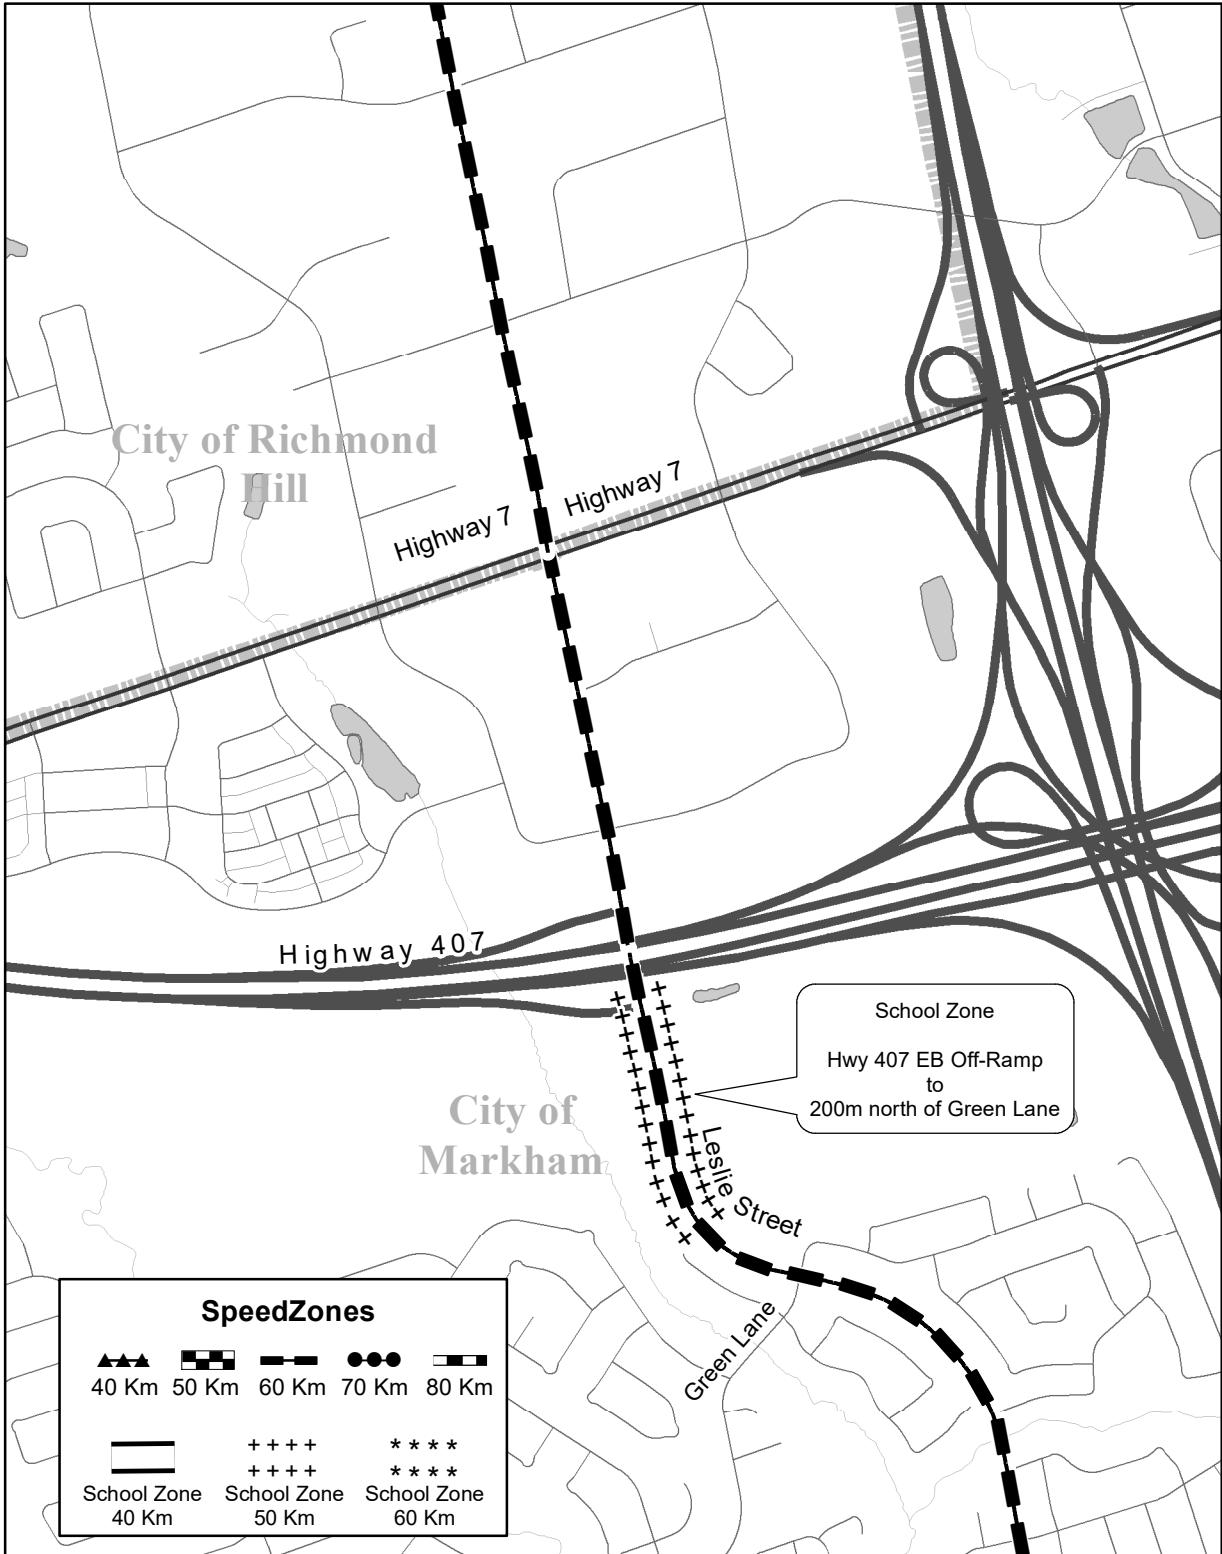 City of Richmond
Hill
Highway 7
Highway 7
Highway 407
School Zone
Hwy 407 EB Off-Ramp
to
200m north of Green Lane
City of
Markham
Leslie Street
Green Lane
SpeedZones
40 Km 50 Km 60 Km 70 Km 80 Km
School Zone School Zone School Zone
40 Km 50 Km 60 Km